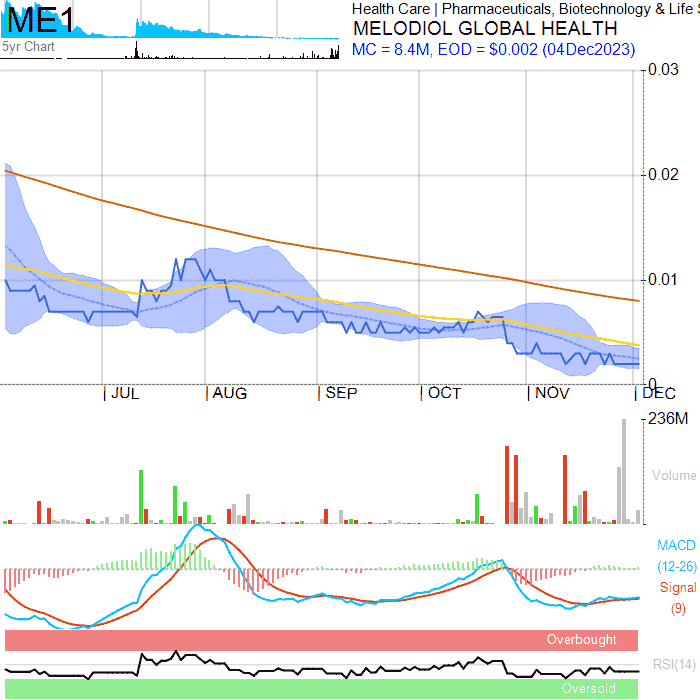 ME1
Health Care | Pharmaceuticals, Biotechnology & Life S
MELODIOL GLOBAL HEALTH
5yr Chart
MC = 8.4M, EOD = $0.002 (04Dec2023)
0.03
0.02
0.01
0
JUL
AUG
SEP
OCT
NOV
DEC
236M
Volume
MACD
(12-26)
Signal
(9)
Overbought
RSI(14)
Oversold